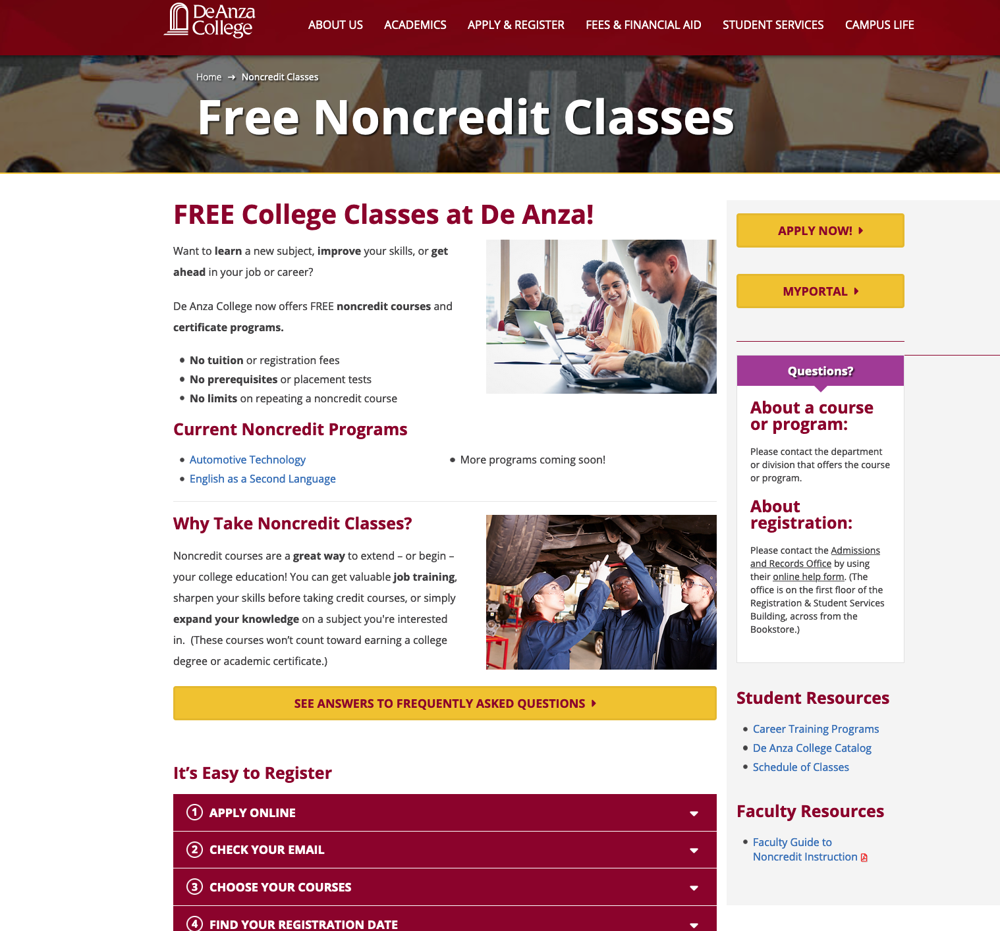 De Anza
College
ABOUT US
ACADEMICS
APPLY & REGISTER
FEES & FINANCIAL AID
STUDENT SERVICES
CAMPUS LIFE
Home → Noncredit Classes
Free Noncredit Classes
FREE College Classes at De Anza!
Want to learn a new subject, improve your skills, or get
ahead in your job or career?
De Anza College now offers FREE noncredit courses and
certificate programs.
• No tuition or registration fees
• No prerequisites or placement tests
• No limits on repeating a noncredit course
Current Noncredit Programs
• Automotive Technology
• English as a Second Language
• More programs coming soon!
Why Take Noncredit Classes?
Noncredit courses are a great way to extend – or begin –
your college education! You can get valuable job training,
sharpen your skills before taking credit courses, or simply
expand your knowledge on a subject you're interested
in.  (These courses won’t count toward earning a college
degree or academic certificate.)
SEE ANSWERS TO FREQUENTLY ASKED QUESTIONS
It’s Easy to Register
1 APPLY ONLINE
2 CHECK YOUR EMAIL
3 CHOOSE YOUR COURSES
4 FIND YOUR REGISTRATION DATE
APPLY NOW!
MYPORTAL
Questions?
About a course
or program:
Please contact the department
or division that offers the course
or program.
About
registration:
Please contact the Admissions
and Records Office by using
their online help form. (The
office is on the first floor of the
Registration & Student Services
Building, across from the
Bookstore.)
Student Resources
• Career Training Programs
• De Anza College Catalog
• Schedule of Classes
Faculty Resources
• Faculty Guide to
Noncredit Instruction